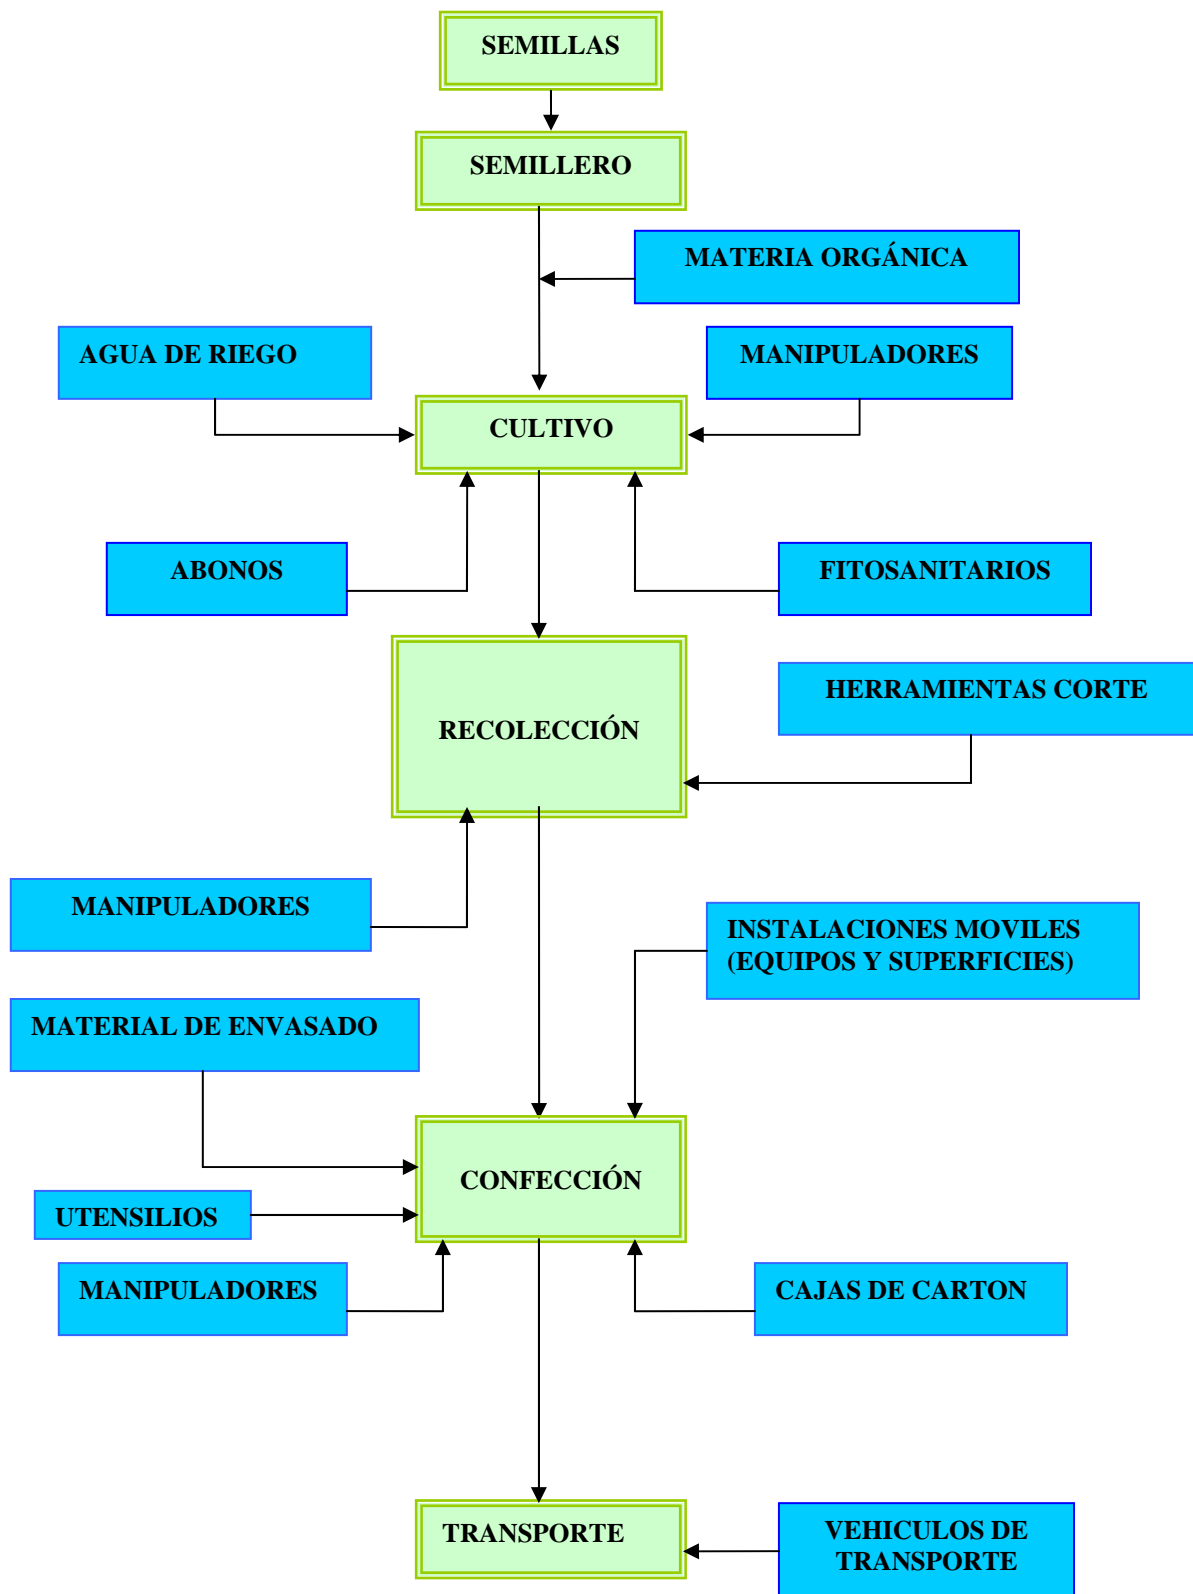 SEMILLAS
SEMILLERO
MATERIA ORGÁNICA
AGUA DE RIEGO
MANIPULADORES
CULTIVO
ABONOS
FITOSANITARIOS
HERRAMIENTAS CORTE
RECOLECCIÓN
MANIPULADORES
INSTALACIONES MOVILES
(EQUIPOS Y SUPERFICIES)
MATERIAL DE ENVASADO
CONFECCIÓN
UTENSILIOS
MANIPULADORES
CAJAS DE CARTON
TRANSPORTE
VEHICULOS DE
TRANSPORTE